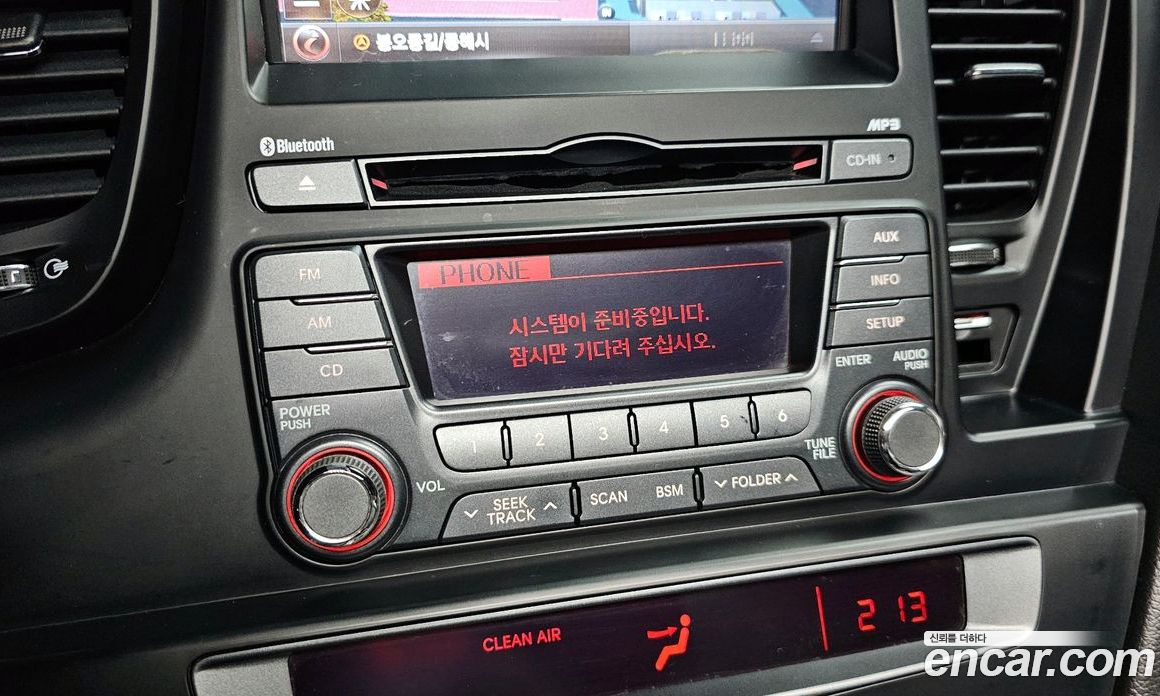 봉오동길/동해시
Bluetooth
MP3
CD-IN
FM
AM
CD
PHONE
시스템이 준비중입니다.
잠시만 기다려 주십시오.
AUX
INFO
SETUP
ENTER
AUDIO
PUSH
POWER
PUSH
VOL
1 2 3 4 5 6
TUNE
FILE
SEEK
TRACK
SCAN
BSM
FOLDER
CLEAN AIR
2 13
신뢰를 더하다
encar.com